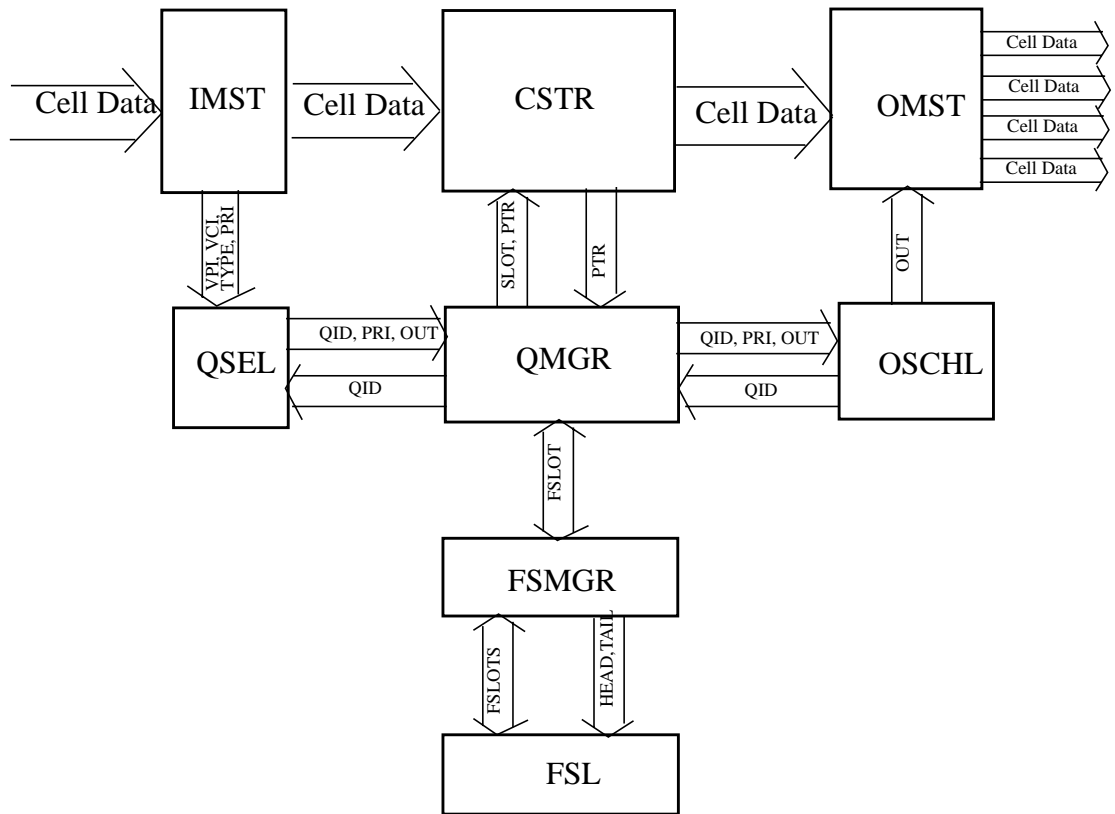 Cell Data
IMST
Cell Data
CSTR
Cell Data
OMST
Cell Data
Cell Data
Cell Data
Cell Data
VPI, VCI,
TYPE, PRI
SLOT, PTR
PTR
OUT
QSEL
QID, PRI, OUT
QID
QMGR
QID, PRI, OUT
QID
OSCHL
FSLOT
FSMGR
FSLOTS
HEAD,TAIL
FSL